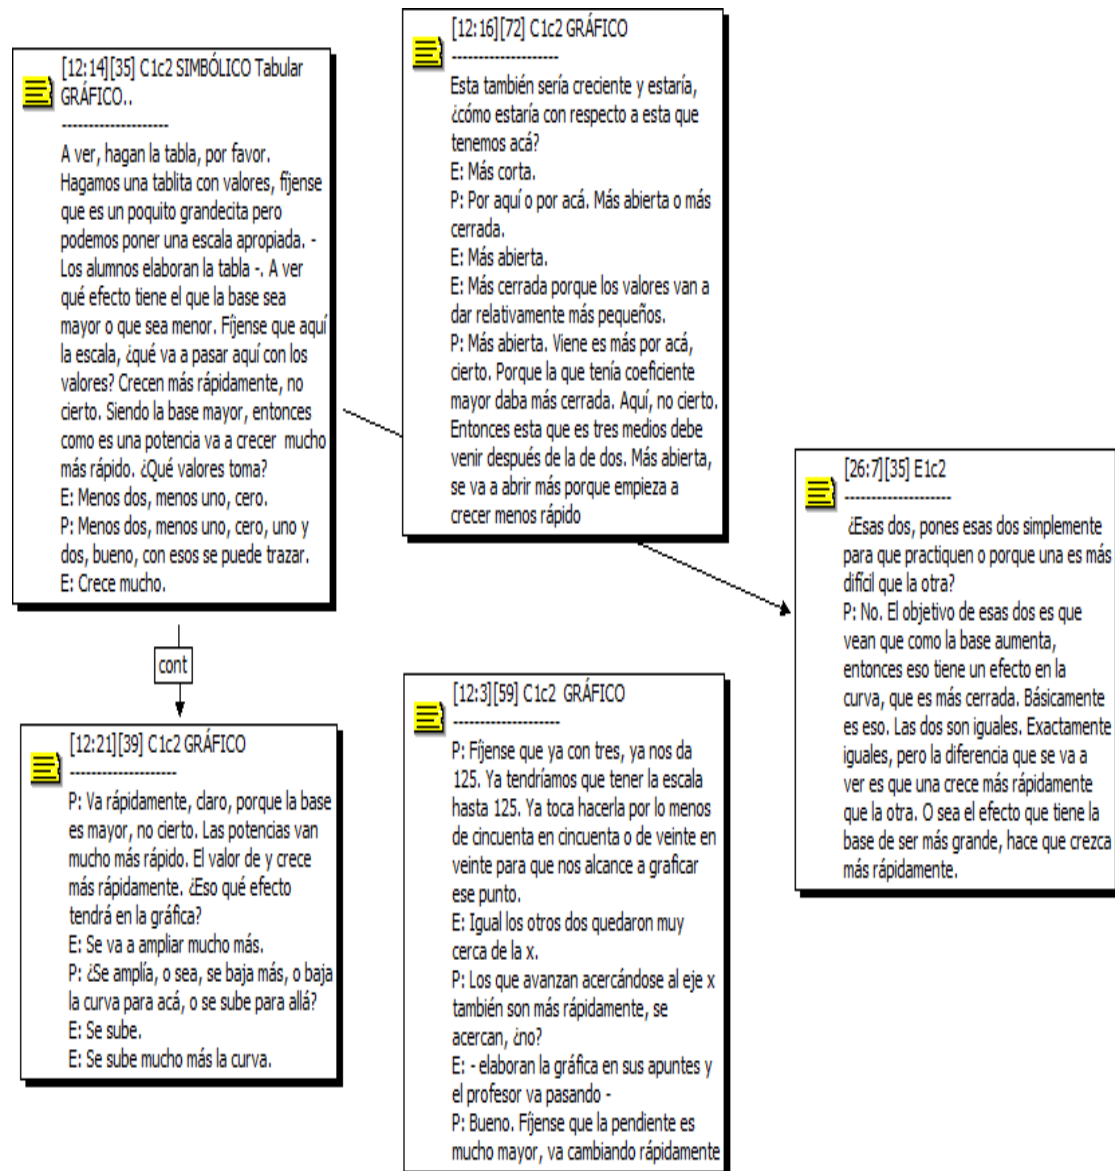 [12:14][35] C1c2 SIMBÓLICO Tabular
GRÁFICO..
---------------------
A ver, hagan la tabla, por favor.
Hagamos una tablita con valores, fíjense
que es un poquito grandecita pero
podemos poner una escala apropiada. -
Los alumnos elaboran la tabla -. A ver
qué efecto tiene el que la base sea
mayor o que sea menor. Fíjense que aquí
la escala, ¿qué va a pasar aquí con los
valores? Crecen más rápidamente, no
cierto. Siendo la base mayor, entonces
como es una potencia va a crecer mucho
más rápido. ¿Qué valores toma?
E: Menos dos, menos uno, cero.
P: Menos dos, menos uno, cero, uno y
dos, bueno, con esos se puede trazar.
E: Crece mucho.
cont
[12:21][39] C1c2 GRÁFICO
---------------------
P: Va rápidamente, claro, porque la base
es mayor, no cierto. Las potencias van
mucho más rápido. El valor de y crece
más rápidamente. ¿Eso qué efecto
tendrá en la gráfica?
E: Se va a ampliar mucho más.
P: ¿Se amplía, o sea, se baja más, o baja
la curva para acá, o se sube para allá?
E: Se sube.
E: Se sube mucho más la curva.
[12:16][72] C1c2 GRÁFICO
---------------------
Esta también sería creciente y estaría,
¿cómo estaría con respecto a esta que
tenemos acá?
E: Más corta.
P: Por aquí o por acá. Más abierta o más
cerrada.
E: Más abierta.
E: Más cerrada porque los valores van a
dar relativamente más pequeños.
P: Más abierta. Viene es más por acá,
cierto. Porque la que tenía coeficiente
mayor daba más cerrada. Aquí, no cierto.
Entonces esta que es tres medios debe
venir después de la de dos. Más abierta,
se va a abrir más porque empieza a
crecer menos rápido
[12:3][59] C1c2 GRÁFICO
---------------------
P: Fíjense que ya con tres, ya nos da
125. Ya tendríamos que tener la escala
hasta 125. Ya toca hacerla por lo menos
de cincuenta en cincuenta o de veinte en
veinte para que nos alcance a graficar
ese punto.
E: Igual los otros dos quedaron muy
cerca de la x.
P: Los que avanzan acercándose al eje x
también son más rápidamente, se
acercan, ¿no?
E: - elaboran la gráfica en sus apuntes y
el profesor va pasando -
P: Bueno. Fíjense que la pendiente es
mucho mayor, va cambiando rápidamente
[26:7][35] E1c2
---------------------
¿Esas dos, pones esas dos simplemente
para que practiquen o porque una es más
difícil que la otra?
P: No. El objetivo de esas dos es que
vean que como la base aumenta,
entonces eso tiene un efecto en la
curva, que es más cerrada. Básicamente
es eso. Las dos son iguales. Exactamente
iguales, pero la diferencia que se va a
ver es que una crece más rápidamente
que la otra. O sea el efecto que tiene la
base de ser más grande, hace que crezca
más rápidamente.